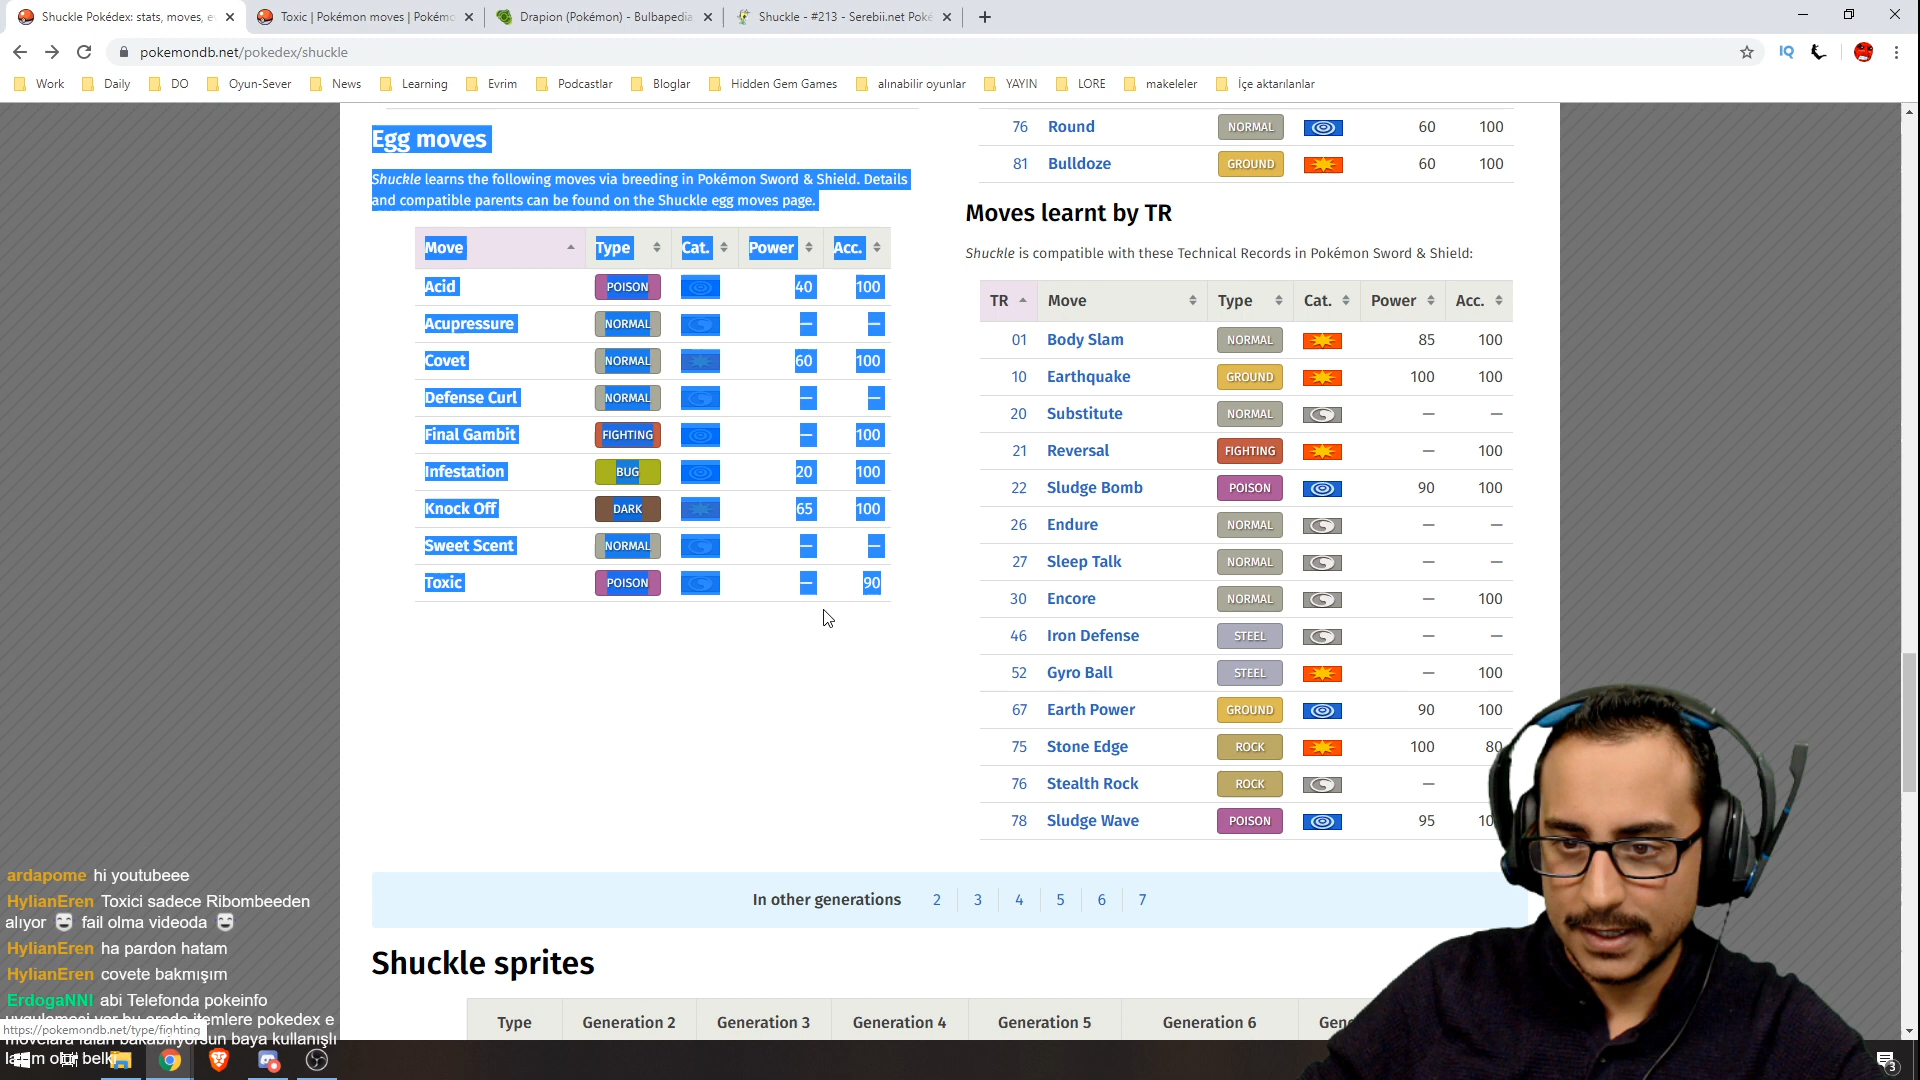 Shuckle Pokédex: stats, moves, e
Toxic | Pokémon moves | Pokémo
Drapion (Pokémon) - Bulbapedia
Shuckle - #213 - Serebii.net Poké
pokemondb.net/pokedex/shuckle
Work
Daily
DO
Oyun-Sever
News
Learning
Evrim
Podcastlar
Bloglar
Hidden Gem Games
alınabilir oyunlar
YAYIN
LORE
makeleler
İçe aktarılanlar
Egg moves
Shuckle learns the following moves via breeding in Pokémon Sword & Shield. Details
and compatible parents can be found on the Shuckle egg moves page.
Move Type Cat. Power Acc.
Acid POISON 40 100
Acupressure NORMAL — —
Covet NORMAL 60 100
Defense Curl NORMAL — —
Final Gambit FIGHTING — 100
Infestation BUG 20 100
Knock Off DARK 65 100
Sweet Scent NORMAL — —
Toxic POISON — 90
76 Round NORMAL 60 100
81 Bulldoze GROUND 60 100
Moves learnt by TR
Shuckle is compatible with these Technical Records in Pokémon Sword & Shield:
TR Move Type Cat. Power Acc.
01 Body Slam NORMAL 85 100
10 Earthquake GROUND 100 100
20 Substitute NORMAL — —
21 Reversal FIGHTING — 100
22 Sludge Bomb POISON 90 100
26 Endure NORMAL — —
27 Sleep Talk NORMAL — —
30 Encore NORMAL — 100
46 Iron Defense STEEL — —
52 Gyro Ball STEEL — 100
67 Earth Power GROUND 90 100
75 Stone Edge ROCK 100 80
76 Stealth Rock ROCK —
78 Sludge Wave POISON 95 10
In other generations 2 3 4 5 6 7
Shuckle sprites
Type Generation 2 Generation 3 Generation 4 Generation 5 Generation 6 Gene
ardapome hi youtubeee
HylianEren Toxici sadece Ribombeeden
alıyor fail olma videoda
HylianEren ha pardon hatam
HylianEren covete bakmışım
ErdogaNNI abi Telefonda pokeinfo
itemlere pokedex e
https://pokemondb.net/type/fighting
movelara falan bakabiliyorsun baya kullanışlı
belki
3